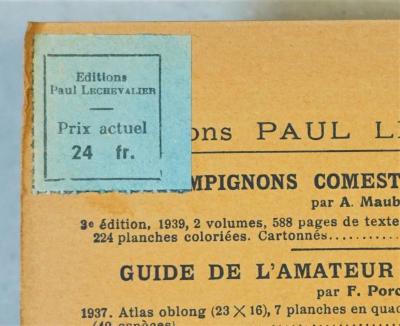 Editions
Paul LECHEVALIER
Prix actuel
24 fr.
ons PAUL L
MPIGNONS COMEST
par A. Maub
3e édition, 1939, 2 volumes, 588 pages de texte
224 planches coloriées. Cartonnés..........
GUIDE DE L'AMATEUR
par F. Porc
1937. Atlas oblong (23 × 16), 7 planches en quad